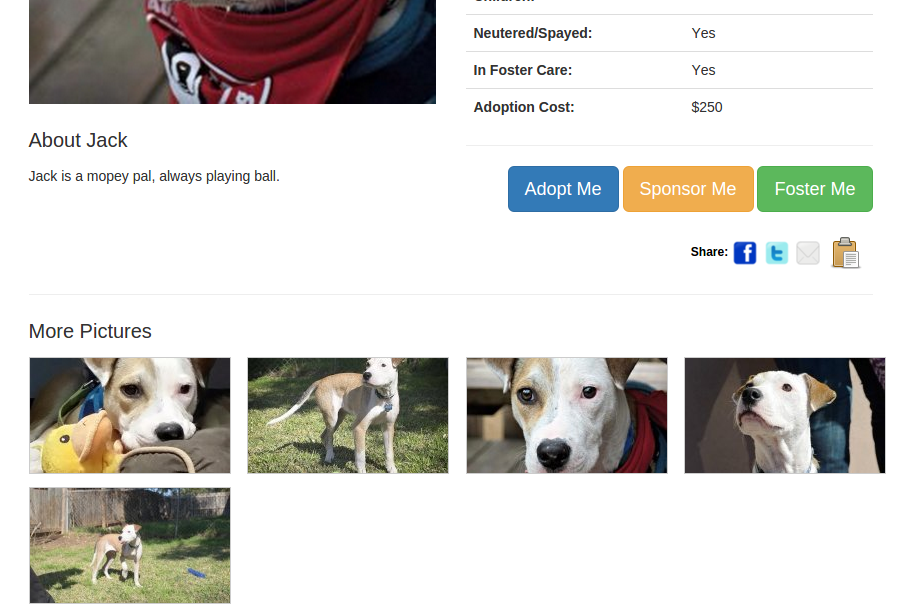 Neutered/Spayed: Yes
In Foster Care: Yes
Adoption Cost: $250
About Jack
Jack is a mopey pal, always playing ball.
Adopt Me Sponsor Me Foster Me
Share:
More Pictures